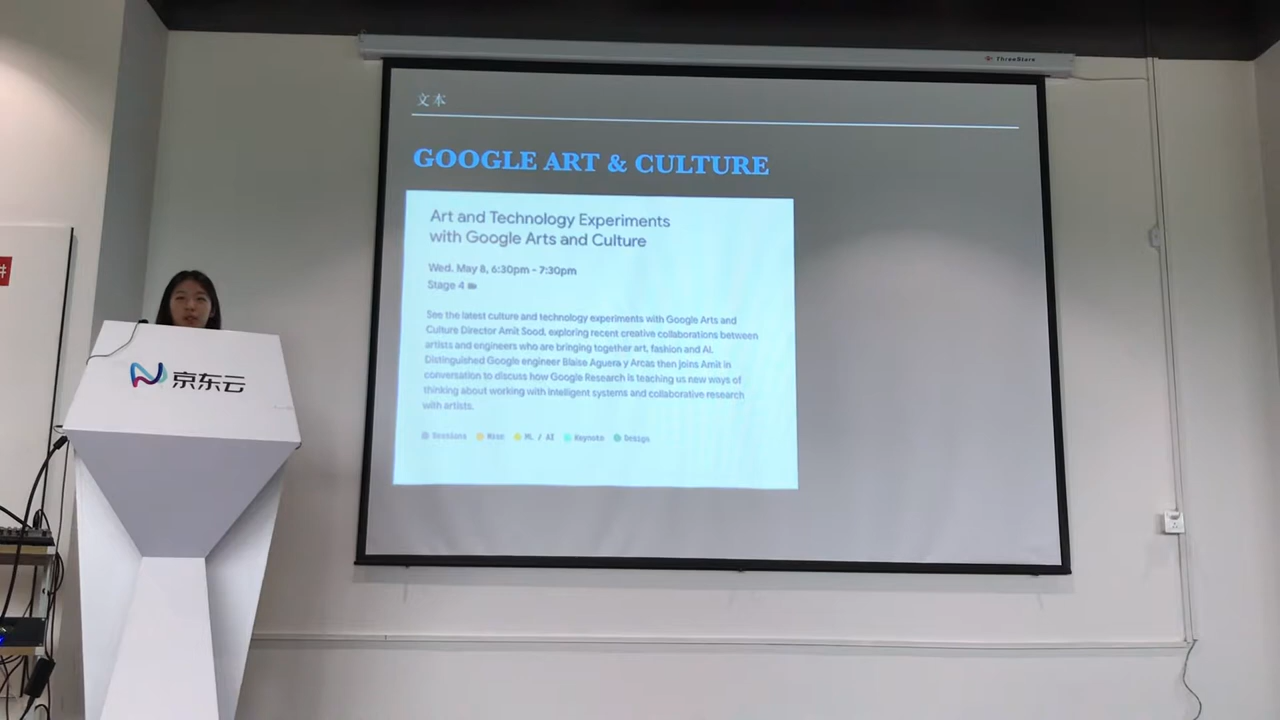 ThreeStars
文本
GOOGLE ART & CULTURE
Art and Technology Experiments
with Google Arts and Culture
Wed. May 8, 6:30pm - 7:30pm
Stage 4
See the latest culture and technology experiments with Google Arts and
Culture Director Amit Sood, exploring recent creative collaborations between
artists and engineers who are bringing together art, fashion and AI.
Distinguished Google engineer Blaise Aguera y Arcas then joins Amit in
conversation to discuss how Google Research is teaching us new ways of
thinking about working with intelligent systems and collaborative research
with artists.
Sessions ML / AI Keynote Design
京东云